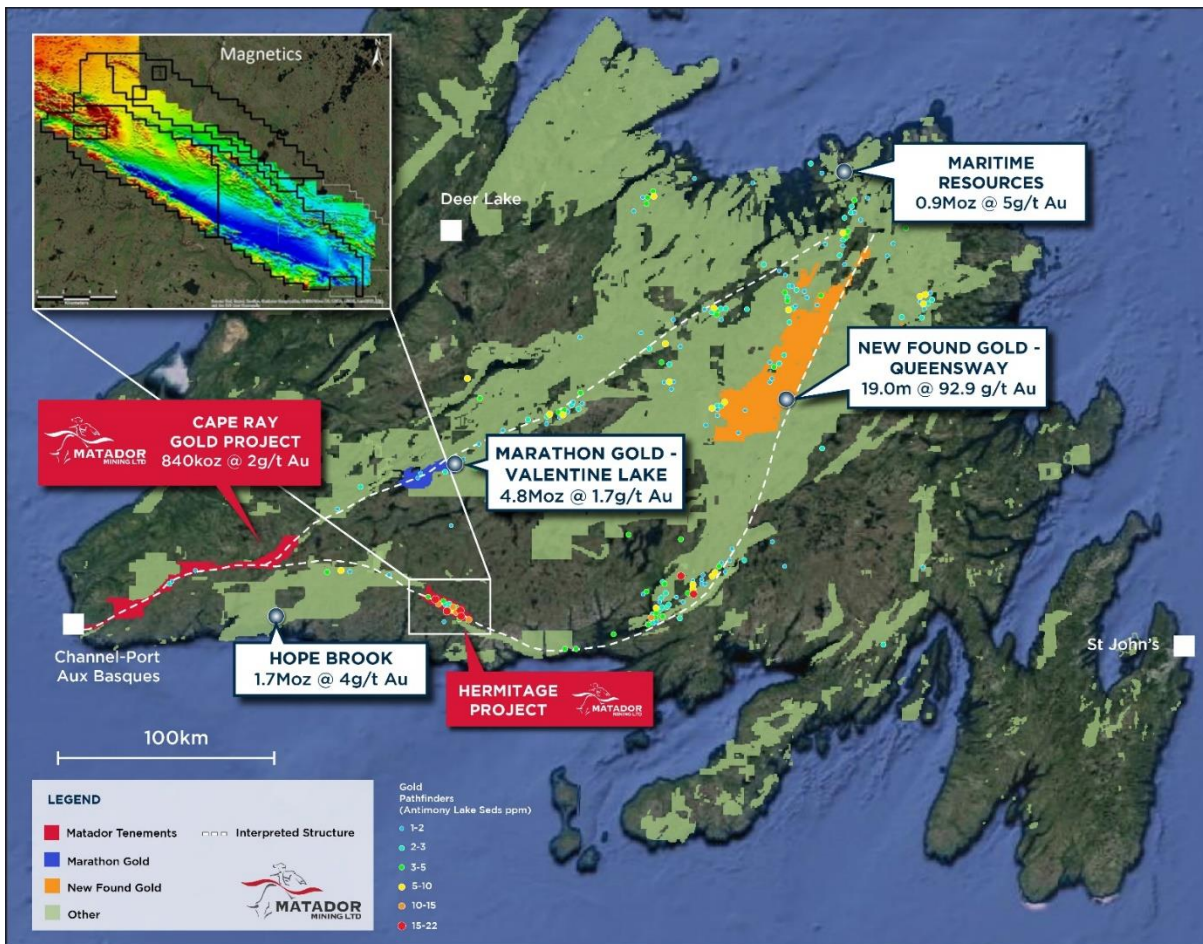 Magnetics
N
Deer Lake
MARITIME
RESOURCES
0.9Moz @ 5g/t Au
NEW FOUND GOLD -
QUEENSWAY
19.0m @ 92.9 g/t Au
MATADOR
MINING LTD
CAPE RAY
GOLD PROJECT
840koz @ 2g/t Au
MARATHON GOLD -
VALENTINE LAKE
4.8Moz @ 1.7g/t Au
Channel-Port
Aux Basques
HOPE BROOK
1.7Moz @ 4g/t Au
HERMITAGE
PROJECT
MATADOR
MINING LTD
St John's
100km
LEGEND
Matador Tenements
Interpreted Structure
Marathon Gold
New Found Gold
Other
MATADOR
MINING LTD
Gold
Pathfinders
(Antimony Lake Seds ppm)
1-2
2-3
3-5
5-10
10-15
15-22